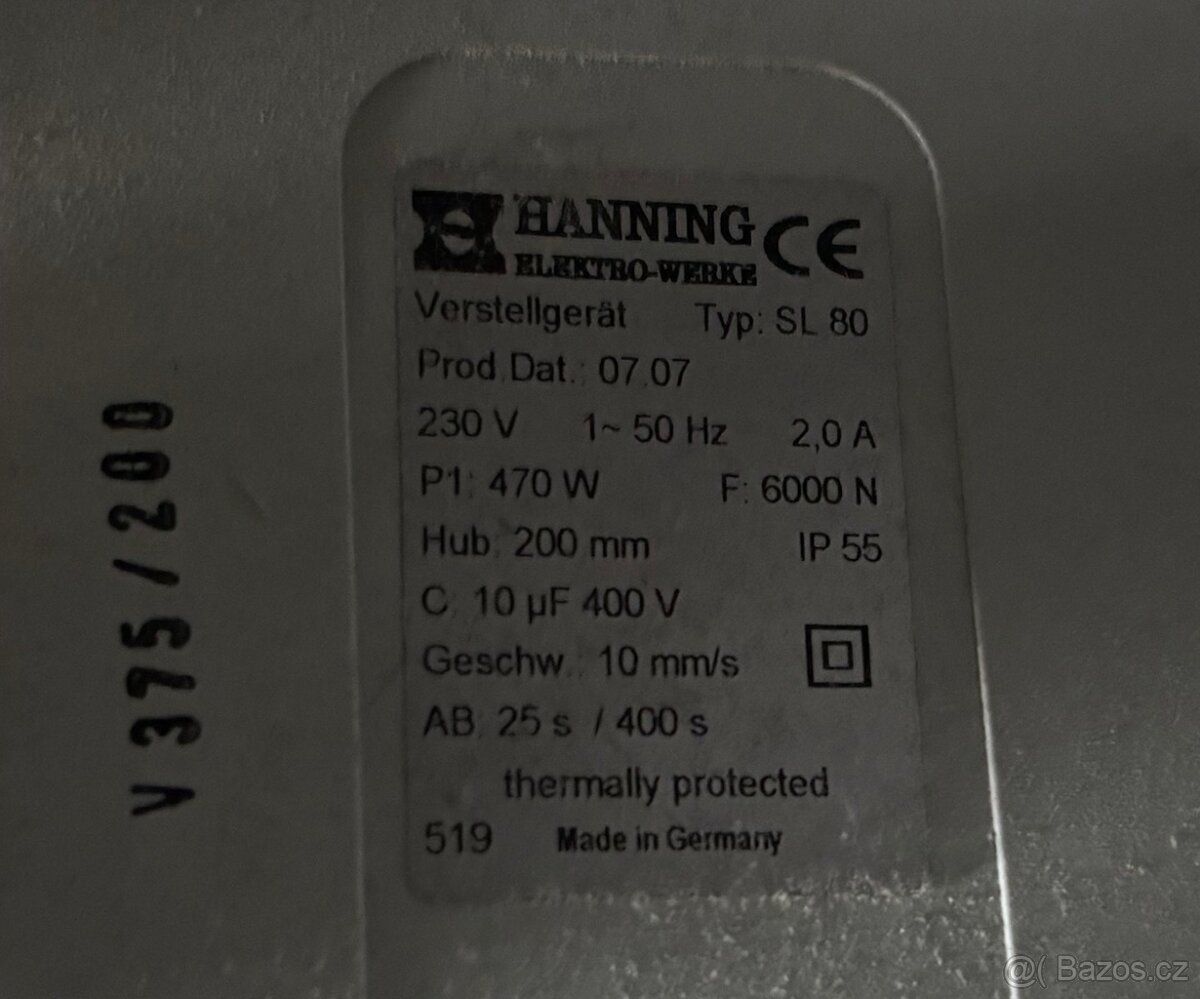 HANNING CE
ELEKTRO-WERKE
Verstellgerät Typ: SL 80
Prod.Dat.: 07.07
230 V 1~ 50 Hz 2,0 A
P1: 470 W F: 6000 N
Hub: 200 mm IP 55
C: 10 µF 400 V
Geschw.: 10 mm/s
AB: 25 s / 400 s
thermally protected
519 Made in Germany
V 375/200
@( Bazos.cz